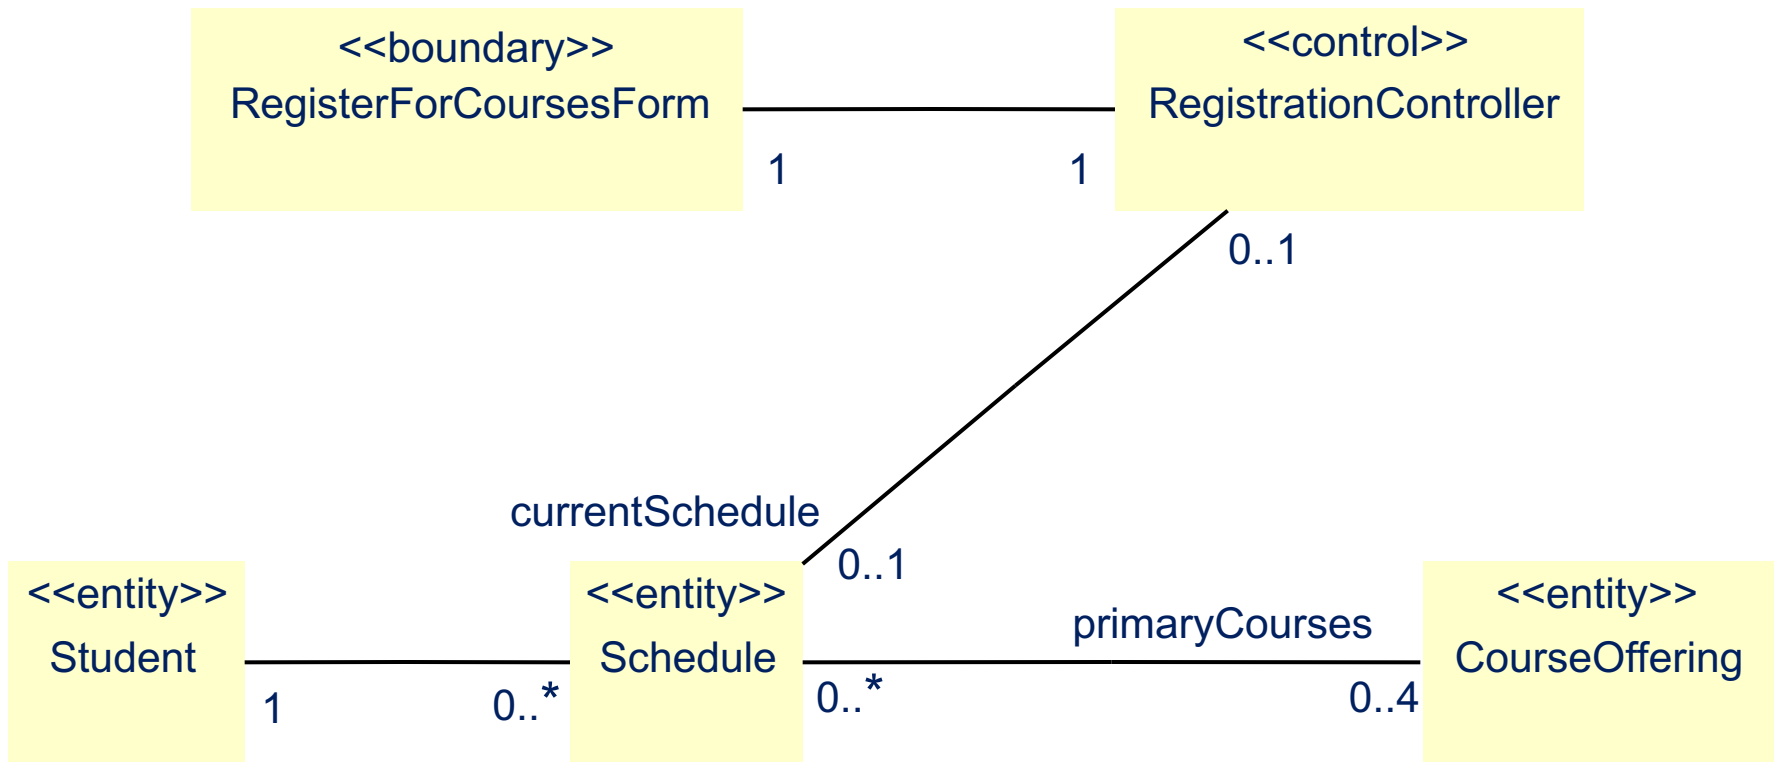 <<boundary>>
RegisterForCoursesForm
<<control>>
RegistrationController
1
1
0..1
currentSchedule
0..1
<<entity>>
Student
<<entity>>
Schedule
primaryCourses
<<entity>>
CourseOffering
1
0..*
0..*
0..4